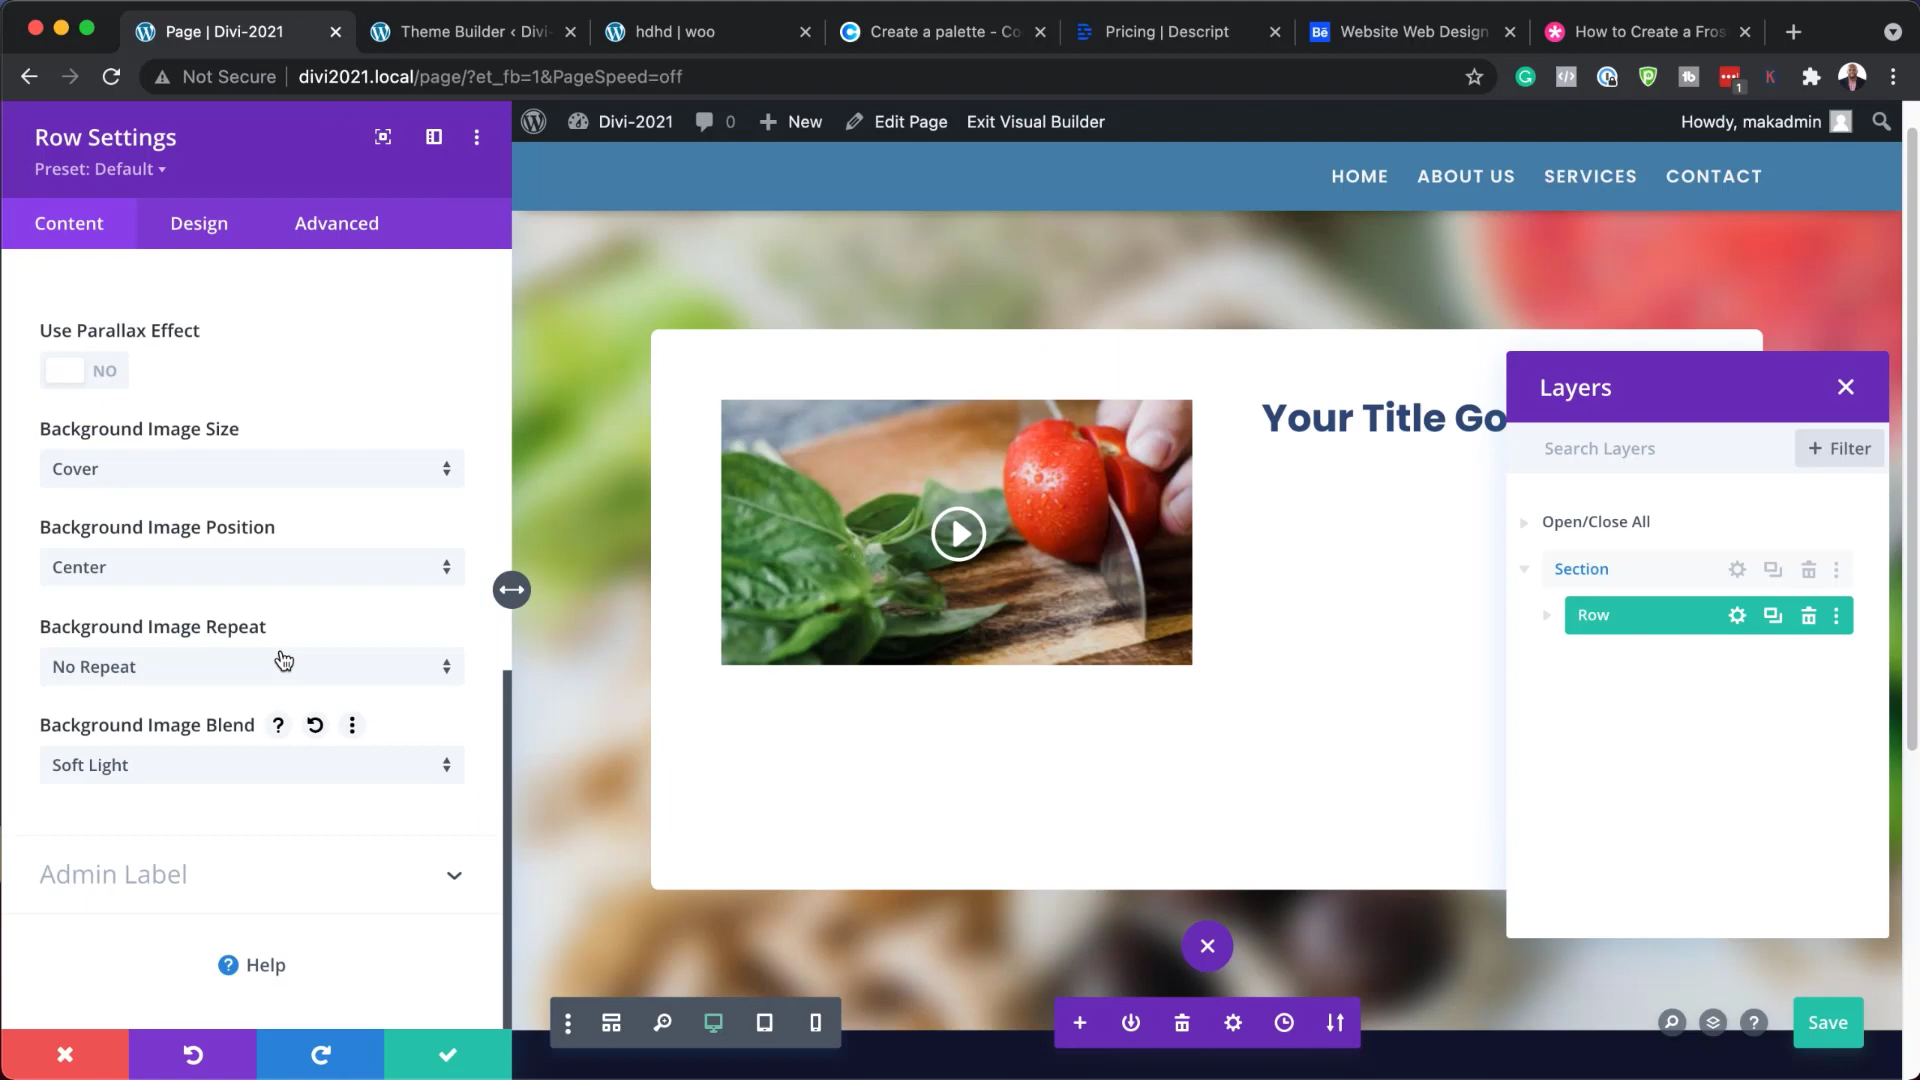 Page | Divi-2021
Theme Builder ‹ Divi-
hdhd | woo
Create a palette - Co
Pricing | Descript
Bē Website Web Design
How to Create a Fros
Not Secure divi2021.local/page/?et_fb=1&PageSpeed=off
1
Row Settings
Preset: Default
Content Design Advanced
Use Parallax Effect
NO
Background Image Size
Cover
Background Image Position
Center
Background Image Repeat
No Repeat
Background Image Blend ?
Soft Light
Admin Label
? Help
Divi-2021 0 New Edit Page Exit Visual Builder Howdy, makadmin
HOME ABOUT US SERVICES CONTACT
Your Title Go
Layers
Search Layers + Filter
Open/Close All
Section
Row
? Save